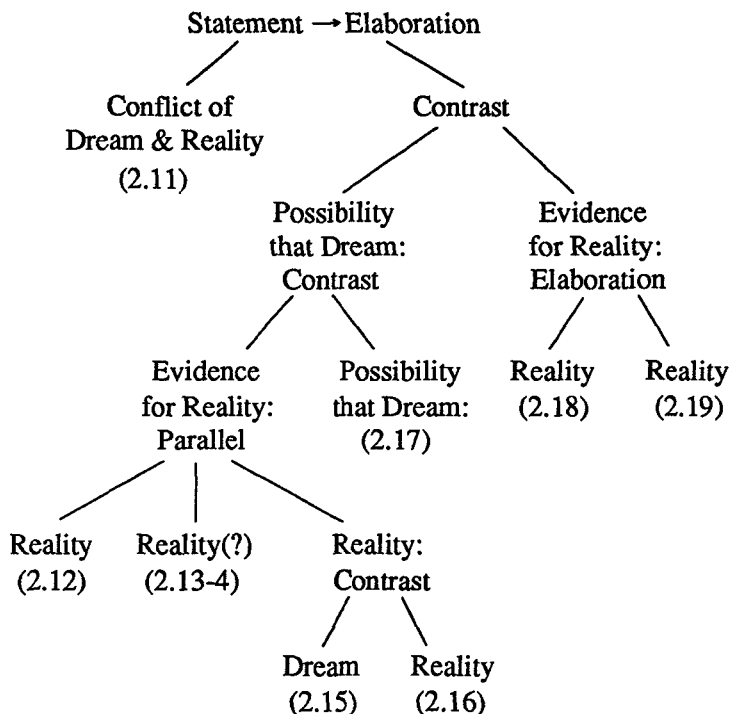 Statement → Elaboration
Conflict of
Dream & Reality
(2.11)
Contrast
Possibility
that Dream:
Contrast
Evidence
for Reality:
Elaboration
Evidence
for Reality:
Parallel
Possibility
that Dream:
(2.17)
Reality
(2.18)
Reality
(2.19)
Reality
(2.12)
Reality(?)
(2.13-4)
Reality:
Contrast
Dream
(2.15)
Reality
(2.16)